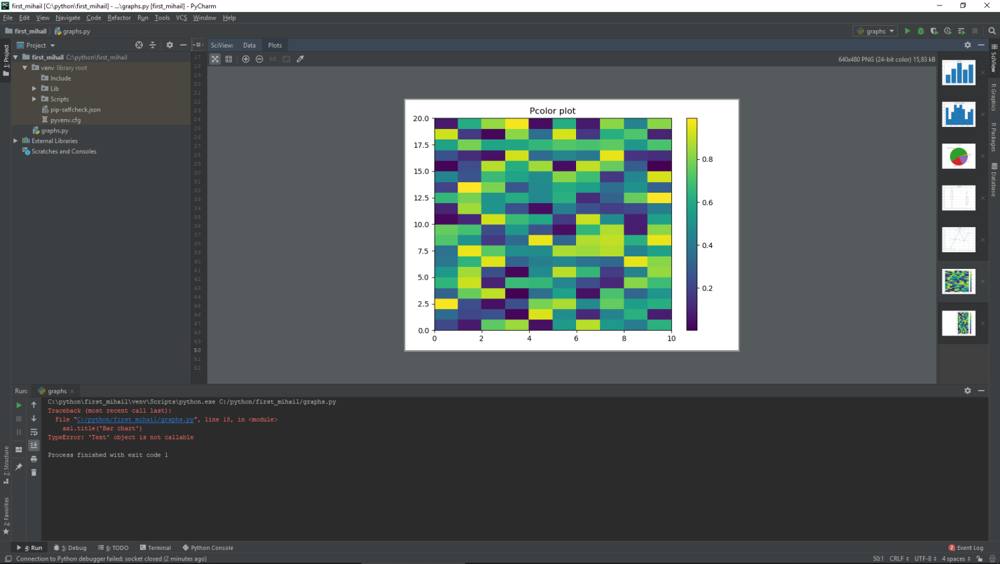 first_mihail [C:\python\first_mihail] - ...\graphs.py [first_mihail] - PyCharm
File Edit View Navigate Code Refactor Run Tools VCS Window Help
first_mihail graphs.py graphs
Project SciView: Data Plots
1: Project
first_mihail C:\python\first_mihail
venv library root
Include
Lib
Scripts
pip-selfcheck.json
pyvenv.cfg
graphs.py
External Libraries
Scratches and Consoles
17
18
19
20
21
22
23
24
25
26
27
28
29
30
31
32
33
34
35
36
37
38
39
40
41
42
43
44
45
46
47
48
49
50
51
52
1:1 640x480 PNG (24-bit color) 15,83 kB
Pcolor plot
20.0
17.5
15.0
12.5
10.0
7.5
5.0
2.5
0.0
0 2 4 6 8 10
0.8
0.6
0.4
0.2
SciView
R Graphics
R Packages
Database
Run: graphs
C:\python\first_mihail\venv\Scripts\python.exe C:/python/first_mihail/graphs.py
Traceback (most recent call last):
File "C:/python/first_mihail/graphs.py", line 18, in <module>
ax1.title('Bar chart')
TypeError: 'Text' object is not callable
Process finished with exit code 1
7: Structure
2: Favorites
4: Run 5: Debug 6: TODO Terminal Python Console 2 Event Log
Connection to Python debugger failed: socket closed (2 minutes ago) 50:1 CRLF UTF-8 4 spaces